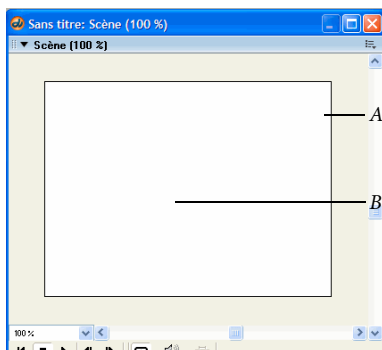 Sans titre: Scène (100 %)
Scène (100 %)
A
B
100 %